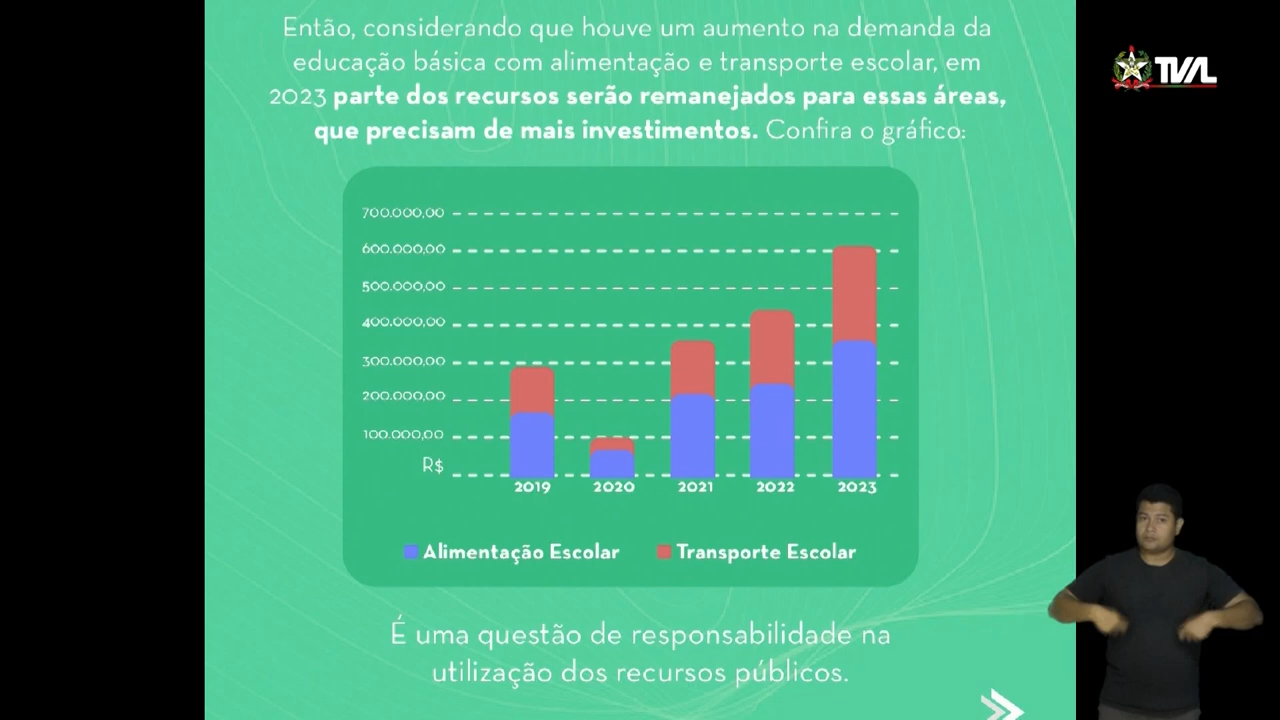 Então, considerando que houve um aumento na demanda da
educação básica com alimentação e transporte escolar, em
2023 parte dos recursos serão remanejados para essas áreas,
que precisam de mais investimentos. Confira o gráfico:
TVAL
700.000,00
600.000,00
500.000,00
400.000,00
300.000,00
200.000,00
100.000,00
R$
2019 2020 2021 2022 2023
Alimentação Escolar Transporte Escolar
É uma questão de responsabilidade na
utilização dos recursos públicos.